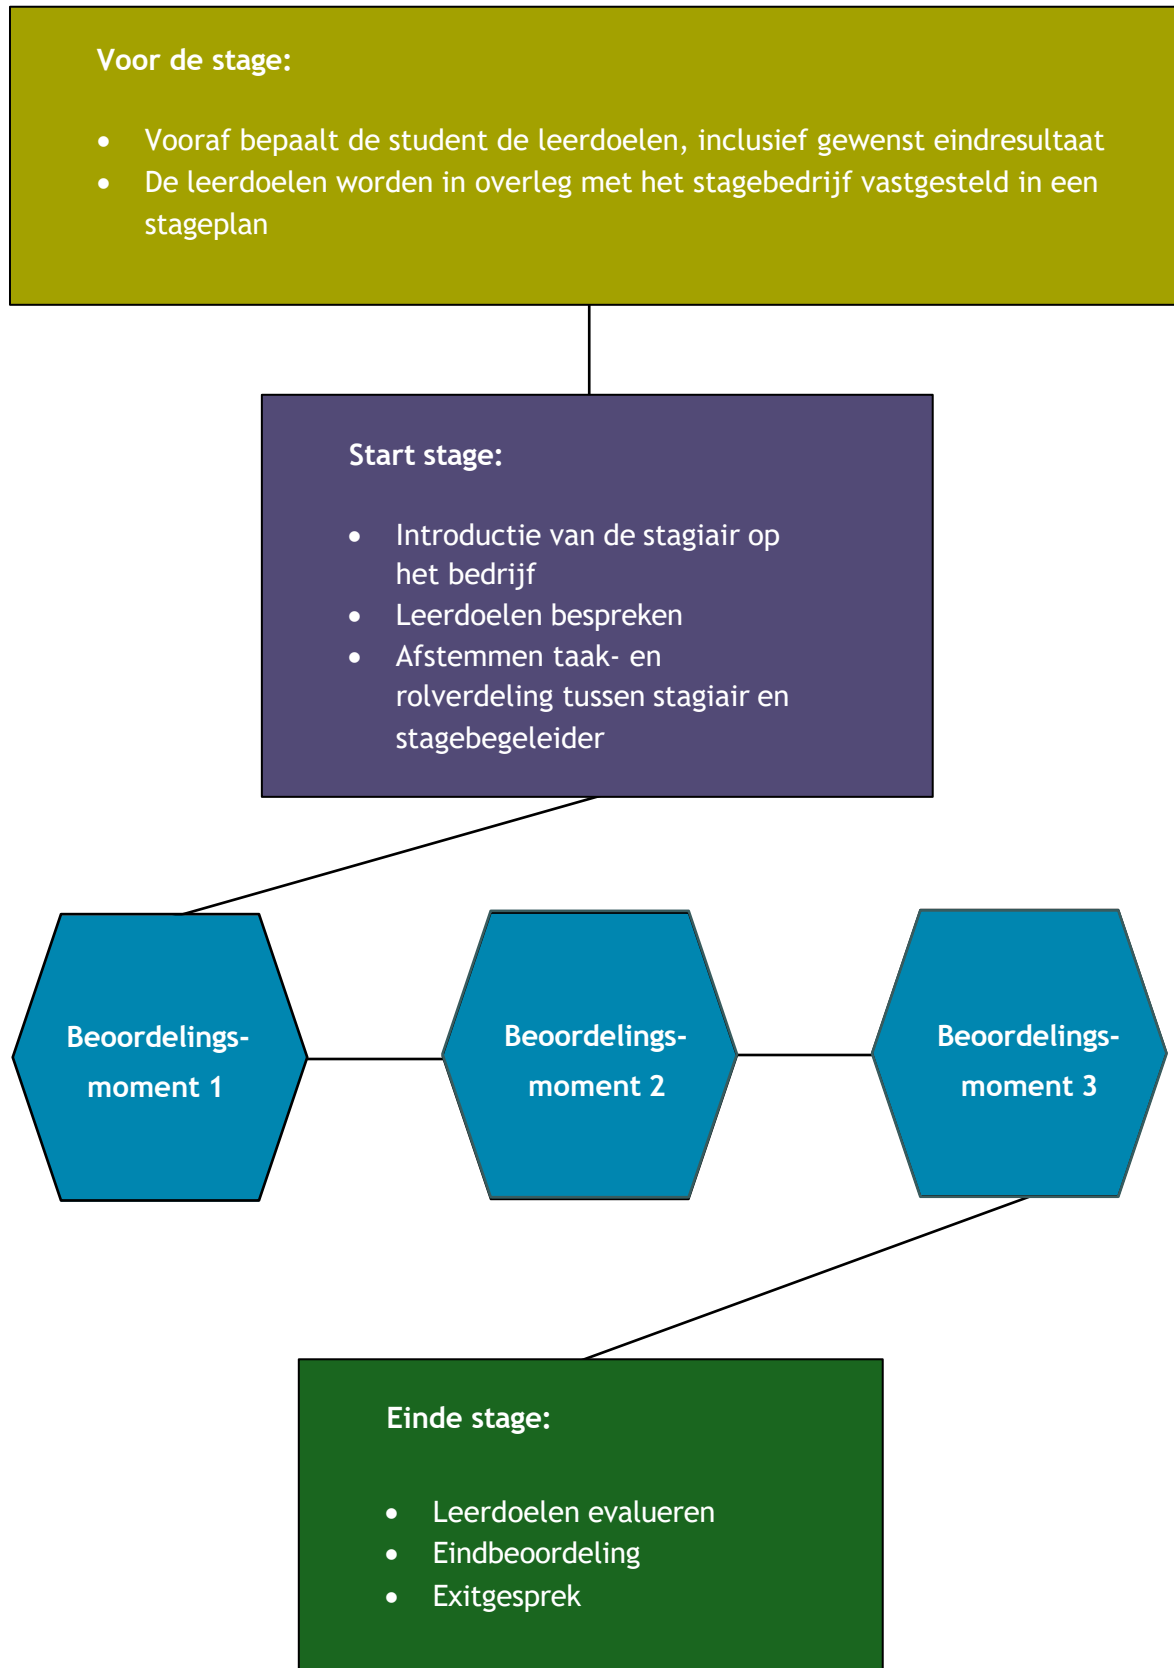 Voor de stage:
• Vooraf bepaalt de student de leerdoelen, inclusief gewenst eindresultaat
• De leerdoelen worden in overleg met het stagebedrijf vastgesteld in een
stageplan
Start stage:
• Introductie van de stagiair op
het bedrijf
• Leerdoelen bespreken
• Afstemmen taak- en
rolverdeling tussen stagiair en
stagebegeleider
Beoordelings-
moment 1
Beoordelings-
moment 2
Beoordelings-
moment 3
Einde stage:
• Leerdoelen evalueren
• Eindbeoordeling
• Exitgesprek